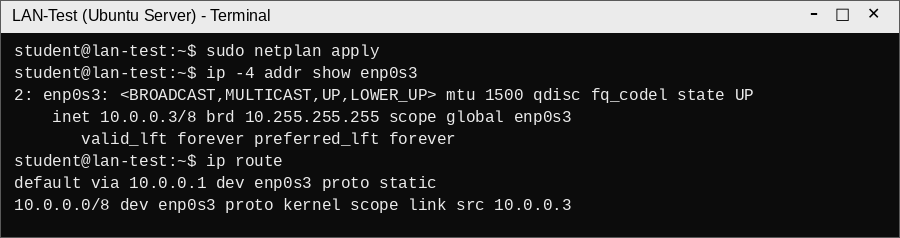 LAN-Test (Ubuntu Server) - Terminal
student@lan-test:~$ sudo netplan apply
student@lan-test:~$ ip -4 addr show enp0s3
2: enp0s3: <BROADCAST,MULTICAST,UP,LOWER_UP> mtu 1500 qdisc fq_codel state UP
    inet 10.0.0.3/8 brd 10.255.255.255 scope global enp0s3
       valid_lft forever preferred_lft forever
student@lan-test:~$ ip route
default via 10.0.0.1 dev enp0s3 proto static
10.0.0.0/8 dev enp0s3 proto kernel scope link src 10.0.0.3